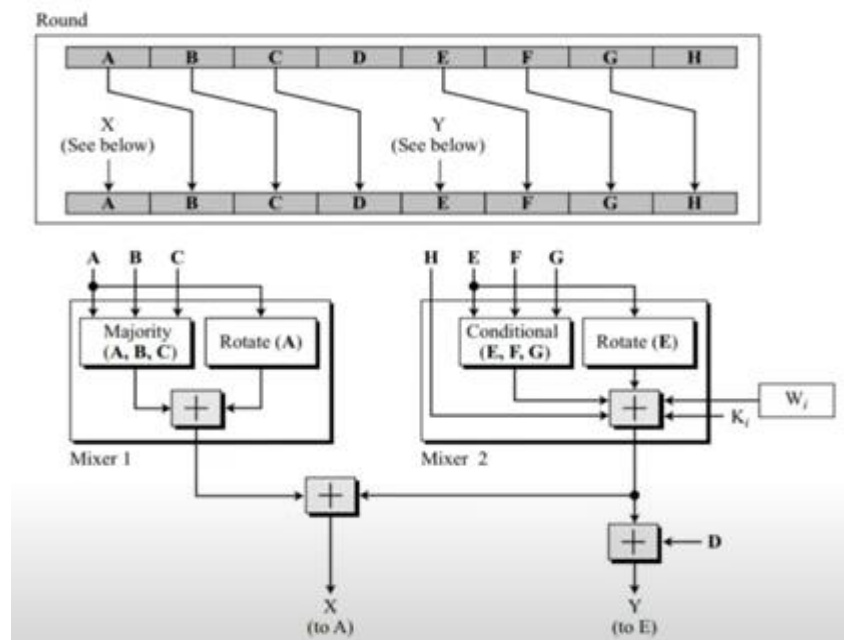 Round
A B C D E F G H
X Y
(See below) (See below)
A B C D E F G H
A B C H E F G
Majority Rotate (A) Conditional Rotate (E)
(A, B, C) (E, F, G)
+ + W𝑖
K𝑖
Mixer 1 Mixer 2
+
+ D
X Y
(to A) (to E)